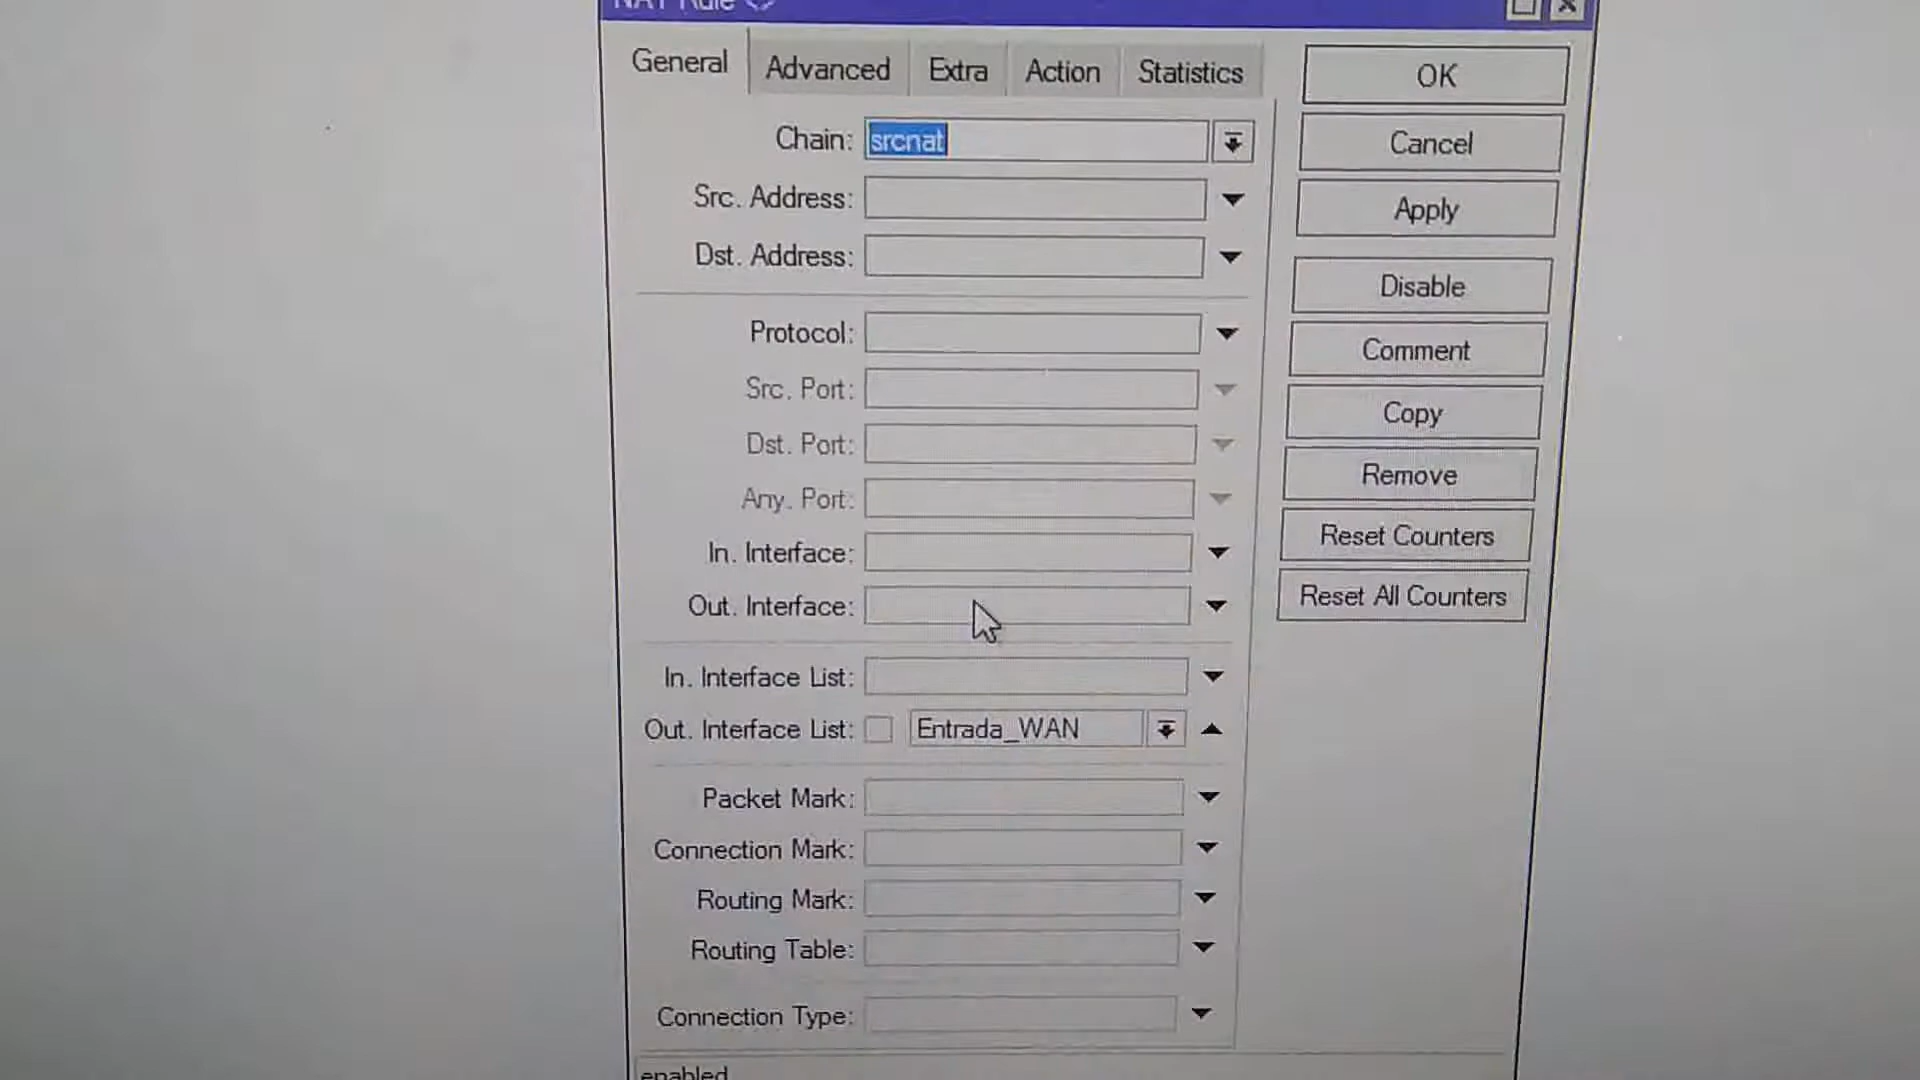 NAT Rule <>
General Advanced Extra Action Statistics
OK
Chain: srcnat
Cancel
Src. Address:
Apply
Dst. Address:
Disable
Protocol:
Comment
Src. Port:
Copy
Dst. Port:
Remove
Any. Port:
Reset Counters
In. Interface:
Reset All Counters
Out. Interface:
In. Interface List:
Out. Interface List: Entrada_WAN
Packet Mark:
Connection Mark:
Routing Mark:
Routing Table:
Connection Type:
enabled